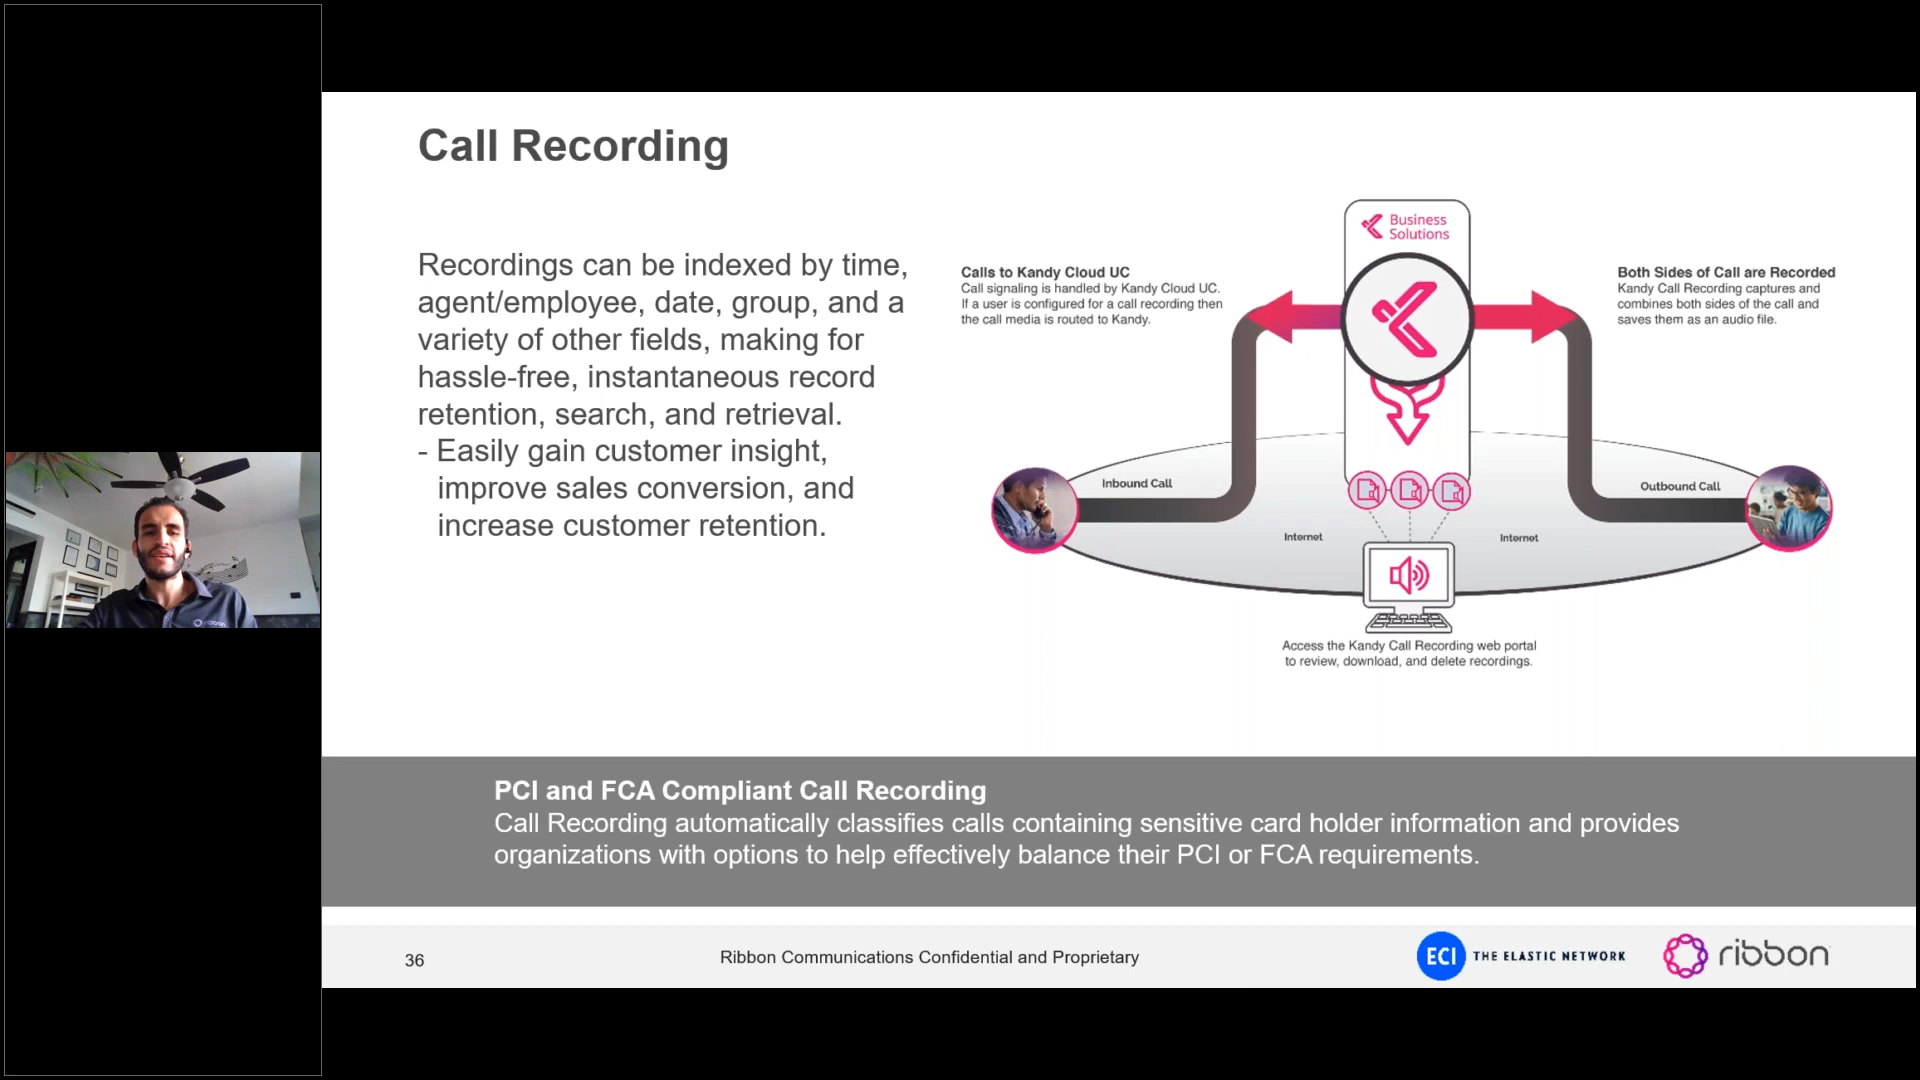 Call Recording
Recordings can be indexed by time,
agent/employee, date, group, and a
variety of other fields, making for
hassle-free, instantaneous record
retention, search, and retrieval.
- Easily gain customer insight,
improve sales conversion, and
increase customer retention.
Business
Solutions
Calls to Kandy Cloud UC
Call signaling is handled by Kandy Cloud UC.
If a user is configured for a call recording then
the call media is routed to Kandy.
Both Sides of Call are Recorded
Kandy Call Recording captures and
combines both sides of the call and
saves them as an audio file.
Inbound Call
Outbound Call
Internet
Internet
Access the Kandy Call Recording web portal
to review, download, and delete recordings.
PCI and FCA Compliant Call Recording
Call Recording automatically classifies calls containing sensitive card holder information and provides
organizations with options to help effectively balance their PCI or FCA requirements.
36
Ribbon Communications Confidential and Proprietary
ECI THE ELASTIC NETWORK
ribbon
ribbon